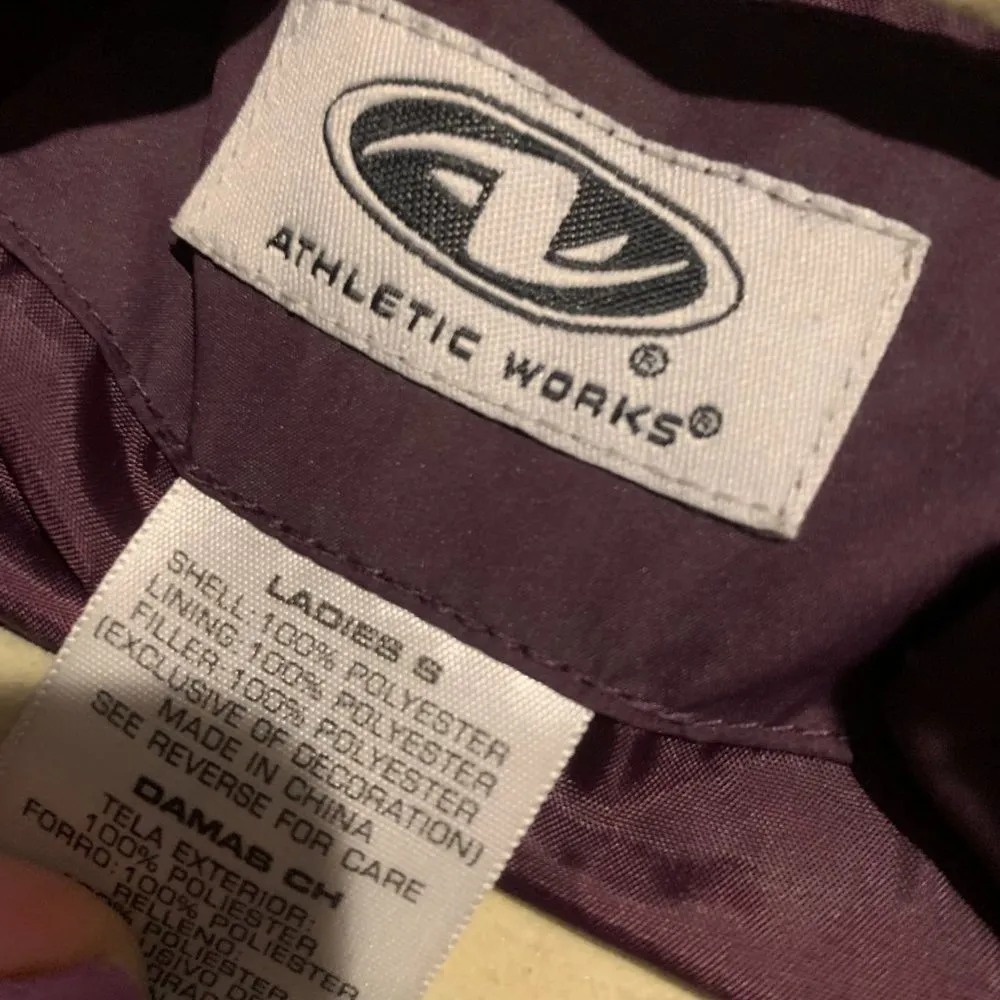 ®
ATHLETIC WORKS®
LADIES S
SHELL: 100% POLYESTER
LINING: 100% POLYESTER
FILLER: 100% POLYESTER
(EXCLUSIVE OF DECORATION)
MADE IN CHINA
SEE REVERSE FOR CARE
DAMAS CH
TELA EXTERIOR:
100% POLIESTER
FORRO: 100% POLIESTER
RELLENO:
POLIESTER